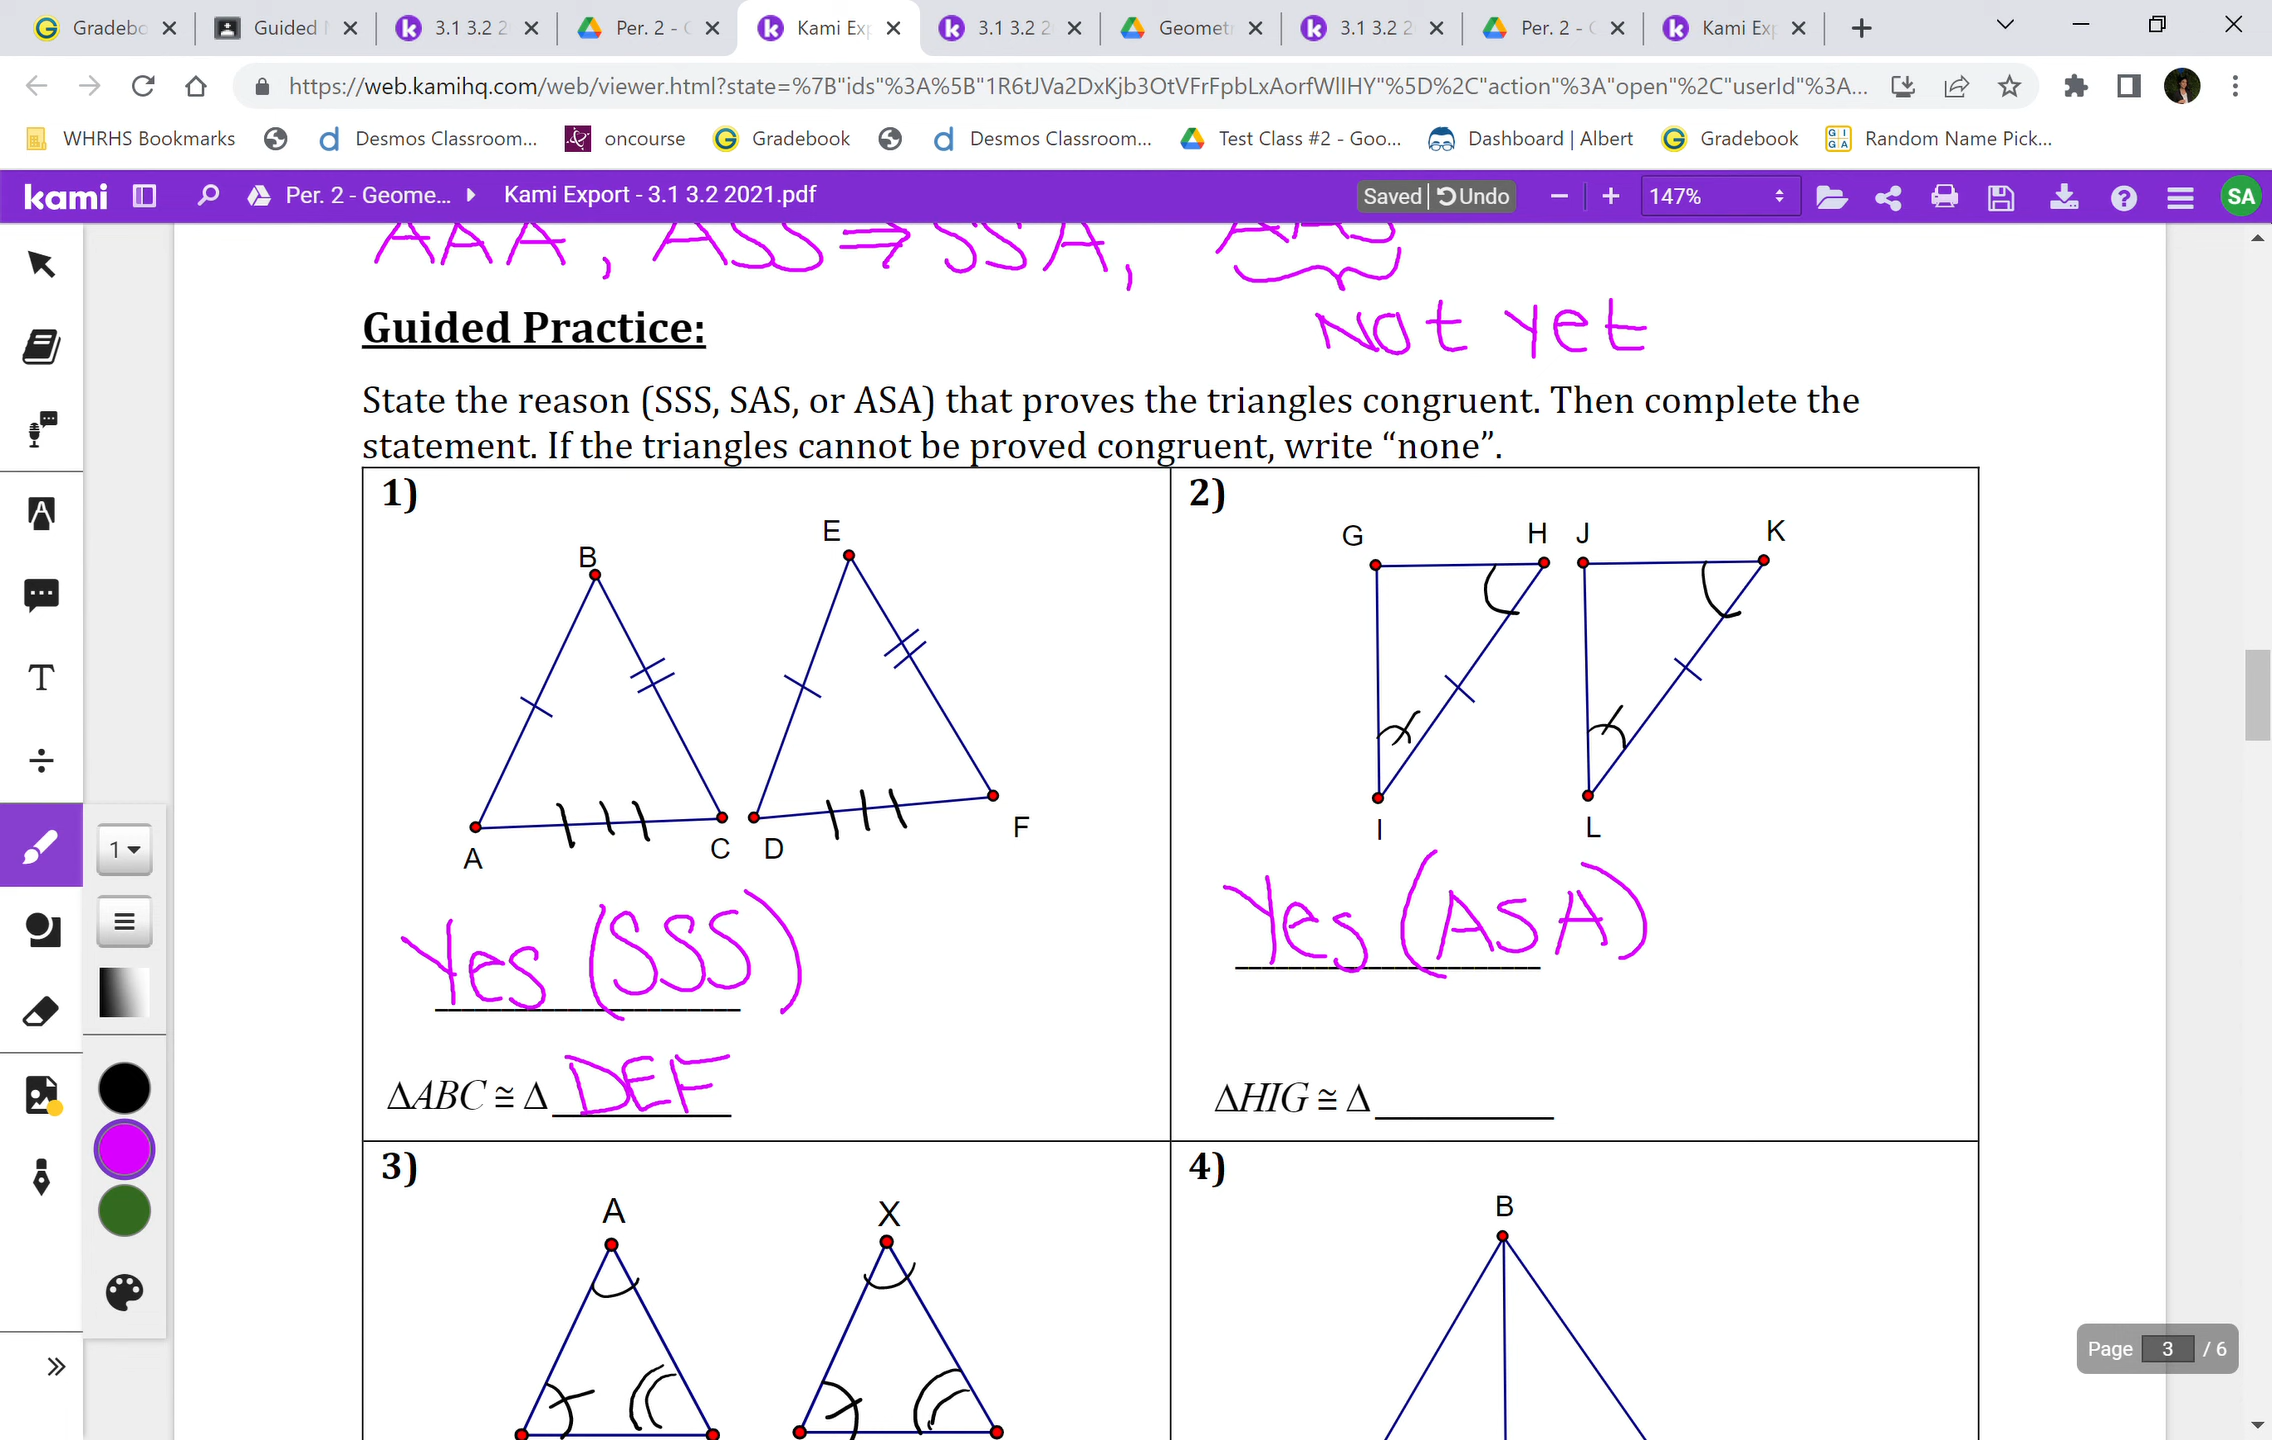 Gradebo
Guided
3.1 3.2 2
Per. 2 -
Kami Exp
3.1 3.2 2
Geomet
3.1 3.2 2
Per. 2 -
Kami Exp
https://web.kamihq.com/web/viewer.html?state=%7B"ids"%3A%5B"1R6tJVa2DxKjb3OtVFrFpbLxAorfWlIHY"%5D%2C"action"%3A"open"%2C"userId"%3A...
WHRHS Bookmarks
Desmos Classroom...
oncourse
Gradebook
Desmos Classroom...
Test Class #2 - Goo...
Dashboard | Albert
Gradebook
Random Name Pick...
kami
Per. 2 - Geome...
Kami Export - 3.1 3.2 2021.pdf
Saved
Undo
147%
SA
AAA, ASS⇒SSA,
Guided Practice:
Not yet
State the reason (SSS, SAS, or ASA) that proves the triangles congruent. Then complete the
statement. If the triangles cannot be proved congruent, write “none”.
1)
B
E
A
C
D
F
Yes (SSS)
ΔABC ≅ Δ DEF
2)
G
H
J
K
I
L
Yes (ASA)
ΔHIG ≅ Δ__________
3)
A
X
4)
B
1
Page 3 / 6